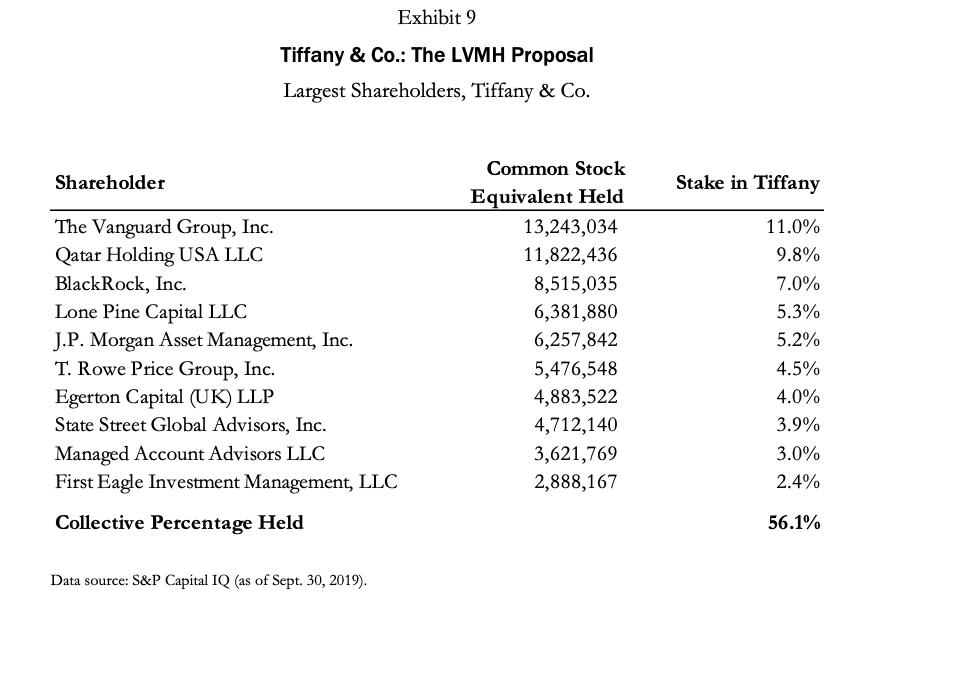 Exhibit 9
Tiffany & Co.: The LVMH Proposal
Largest Shareholders, Tiffany & Co.
Shareholder Common Stock Equivalent Held Stake in Tiffany
The Vanguard Group, Inc. 13,243,034 11.0%
Qatar Holding USA LLC 11,822,436 9.8%
BlackRock, Inc. 8,515,035 7.0%
Lone Pine Capital LLC 6,381,880 5.3%
J.P. Morgan Asset Management, Inc. 6,257,842 5.2%
T. Rowe Price Group, Inc. 5,476,548 4.5%
Egerton Capital (UK) LLP 4,883,522 4.0%
State Street Global Advisors, Inc. 4,712,140 3.9%
Managed Account Advisors LLC 3,621,769 3.0%
First Eagle Investment Management, LLC 2,888,167 2.4%
Collective Percentage Held 56.1%
Data source: S&P Capital IQ (as of Sept. 30, 2019).